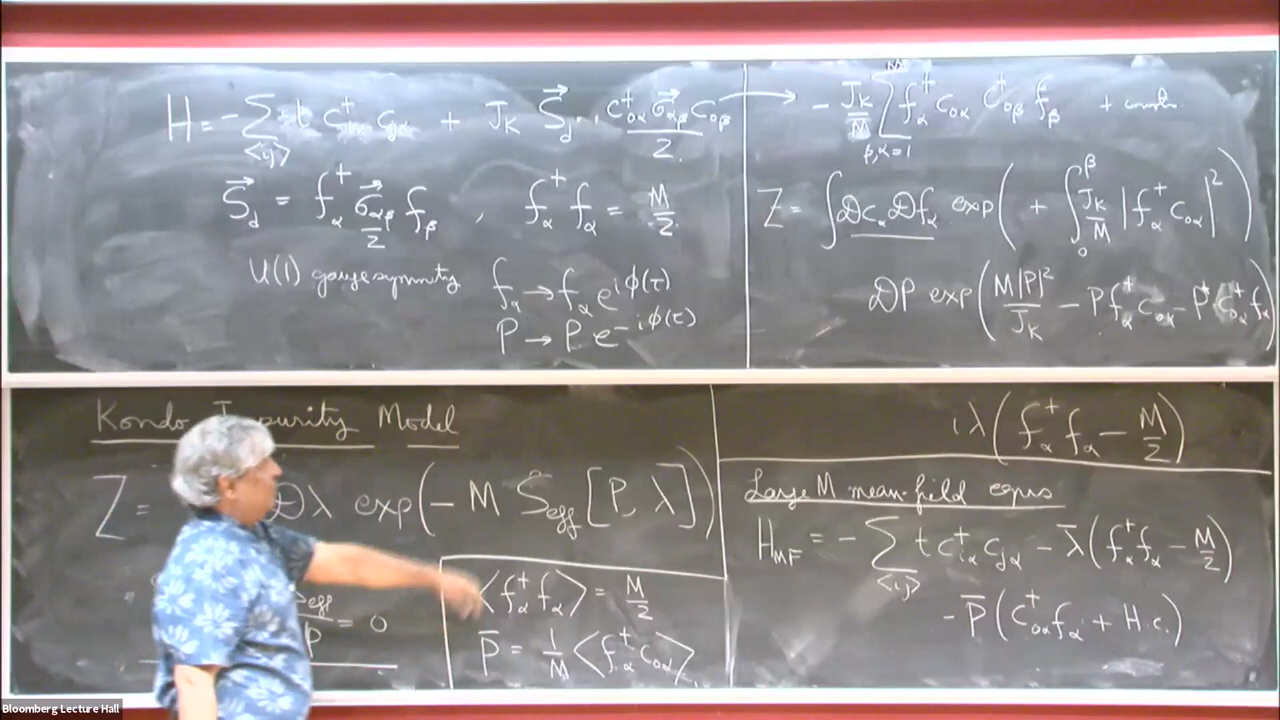 H = - Σ_{<ij>} t c†_{iα} c_{jα} + J_K S⃗_d · c†_{0α} σ⃗_{αβ} c_{0β} / 2 → - J_K/M Σ_{β,α=1} f†_α c_{0α} c†_{0β} f_β +
S⃗_d = f†_α σ⃗_{αβ}/2 f_β , f†_α f_α = M/2
U(1) gauge symmetry f_α → f_α e^{iφ(τ)}
P → P e^{-iφ(τ)}
Z = ∫ Dc_α Df_α exp( + ∫_0^β J_K/M |f†_α c_{0α}|² )
DP exp( M|P|²/J_K - P f†_α c_{0α} - P* c†_{0α} f_α
Kondo Impurity Model
Z = Dλ exp(- M S_eff [P, λ])
eff
P = 0
<f†_α f_α> = M/2
P̄ = 1/M <f†_α c_{0α}>
iλ( f†_α f_α - M/2 )
Large M mean-field eqns
H_MF = - Σ_{<ij>} t c†_{iα} c_{jα} - λ̄( f†_α f_α - M/2 )
- P̄ ( c†_{0α} f_α + H.c. )
Bloomberg Lecture Hall